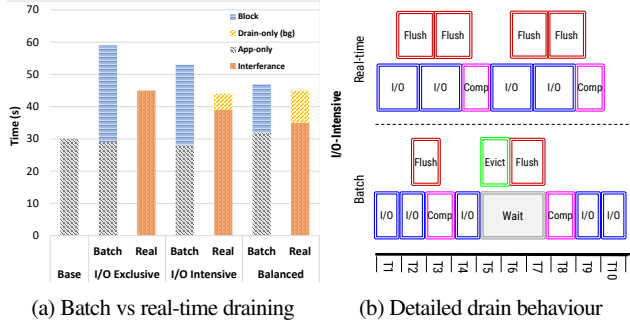 70
60
50
40
30
20
10
0
Time (s)
Block
Drain-only (bg)
App-only
Interferance
Batch Real Batch Real Batch Real
Base I/O Exclusive I/O Intensive Balanced
(a) Batch vs real-time draining
I/O-Intensive
Real-time
Flush Flush Flush Flush
I/O I/O Comp I/O I/O Comp
Batch
Flush Evict Flush
I/O I/O Comp I/O Wait Comp I/O I/O
T1 T2 T3 T4 T5 T6 T7 T8 T9 T10
(b) Detailed drain behaviour